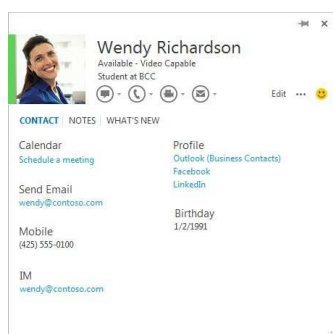 Wendy Richardson
Available - Video Capable
Student at BCC
Edit
CONTACT NOTES WHAT'S NEW
Calendar
Schedule a meeting
Send Email
wendy@contoso.com
Mobile
(425) 555-0100
IM
wendy@contoso.com
Profile
Outlook (Business Contacts)
Facebook
LinkedIn
Birthday
1/2/1991